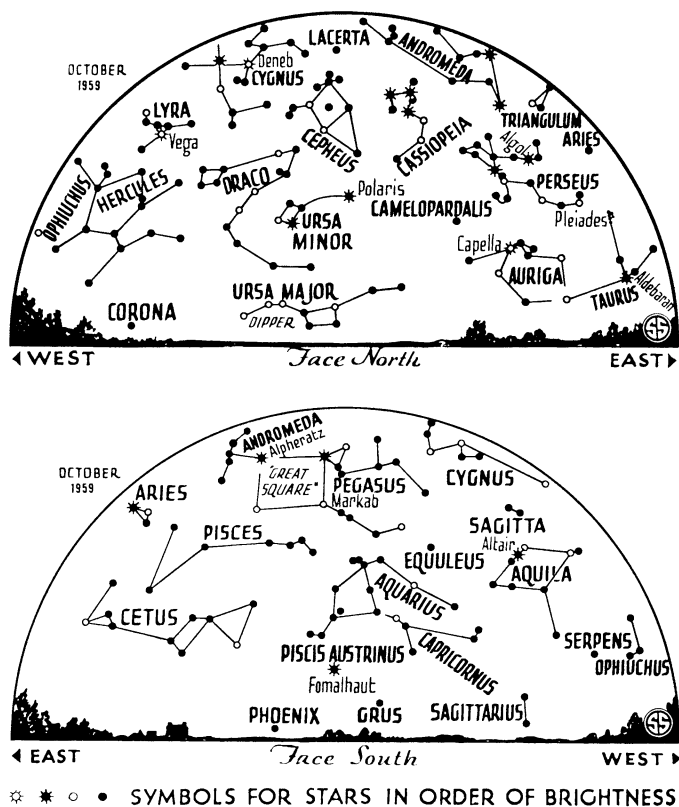 OCTOBER
1959
LACERTA
ANDROMEDA
Deneb
CYGNUS
LYRA
Vega
CEPHEUS
CASSIOPEIA
TRIANGULUM
ARIES
Algol
PERSEUS
OPHIUCHUS
HERCULES
DRACO
Polaris
URSA
MINOR
CAMELOPARDALIS
Pleiades
Capella
AURIGA
TAURUS
Aldebaran
CORONA
URSA MAJOR
DIPPER
SS
WEST
Face North
EAST
OCTOBER
1959
ANDROMEDA
Alpheratz
"GREAT
SQUARE"
PEGASUS
Markab
CYGNUS
ARIES
PISCES
SAGITTA
Altair
EQUULEUS
AQUILA
CETUS
AQUARIUS
PISCIS AUSTRINUS
Fomalhaut
CAPRICORNUS
SERPENS
OPHIUCHUS
PHOENIX
GRUS
SAGITTARIUS
SS
EAST
Face South
WEST
SYMBOLS FOR STARS IN ORDER OF BRIGHTNESS